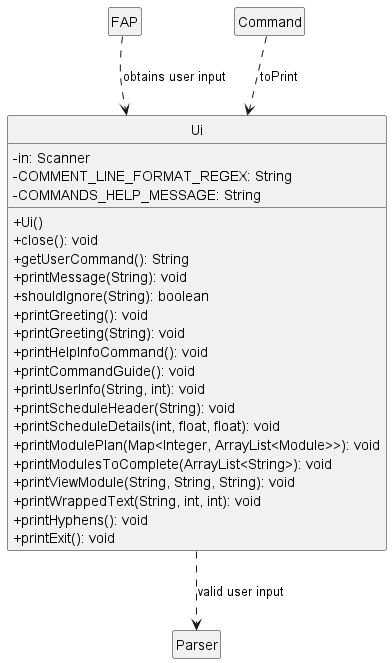 FAP
Command
obtains user input
toPrint
Ui
-in: Scanner
-COMMENT_LINE_FORMAT_REGEX: String
-COMMANDS_HELP_MESSAGE: String
+Ui()
+close(): void
+getUserCommand(): String
+printMessage(String): void
+shouldIgnore(String): boolean
+printGreeting(): void
+printGreeting(String): void
+printHelpInfoCommand(): void
+printCommandGuide(): void
+printUserInfo(String, int): void
+printScheduleHeader(String): void
+printScheduleDetails(int, float, float): void
+printModulePlan(Map<Integer, ArrayList<Module>>): void
+printModulesToComplete(ArrayList<String>): void
+printViewModule(String, String, String): void
+printWrappedText(String, int, int): void
+printHyphens(): void
+printExit(): void
valid user input
Parser